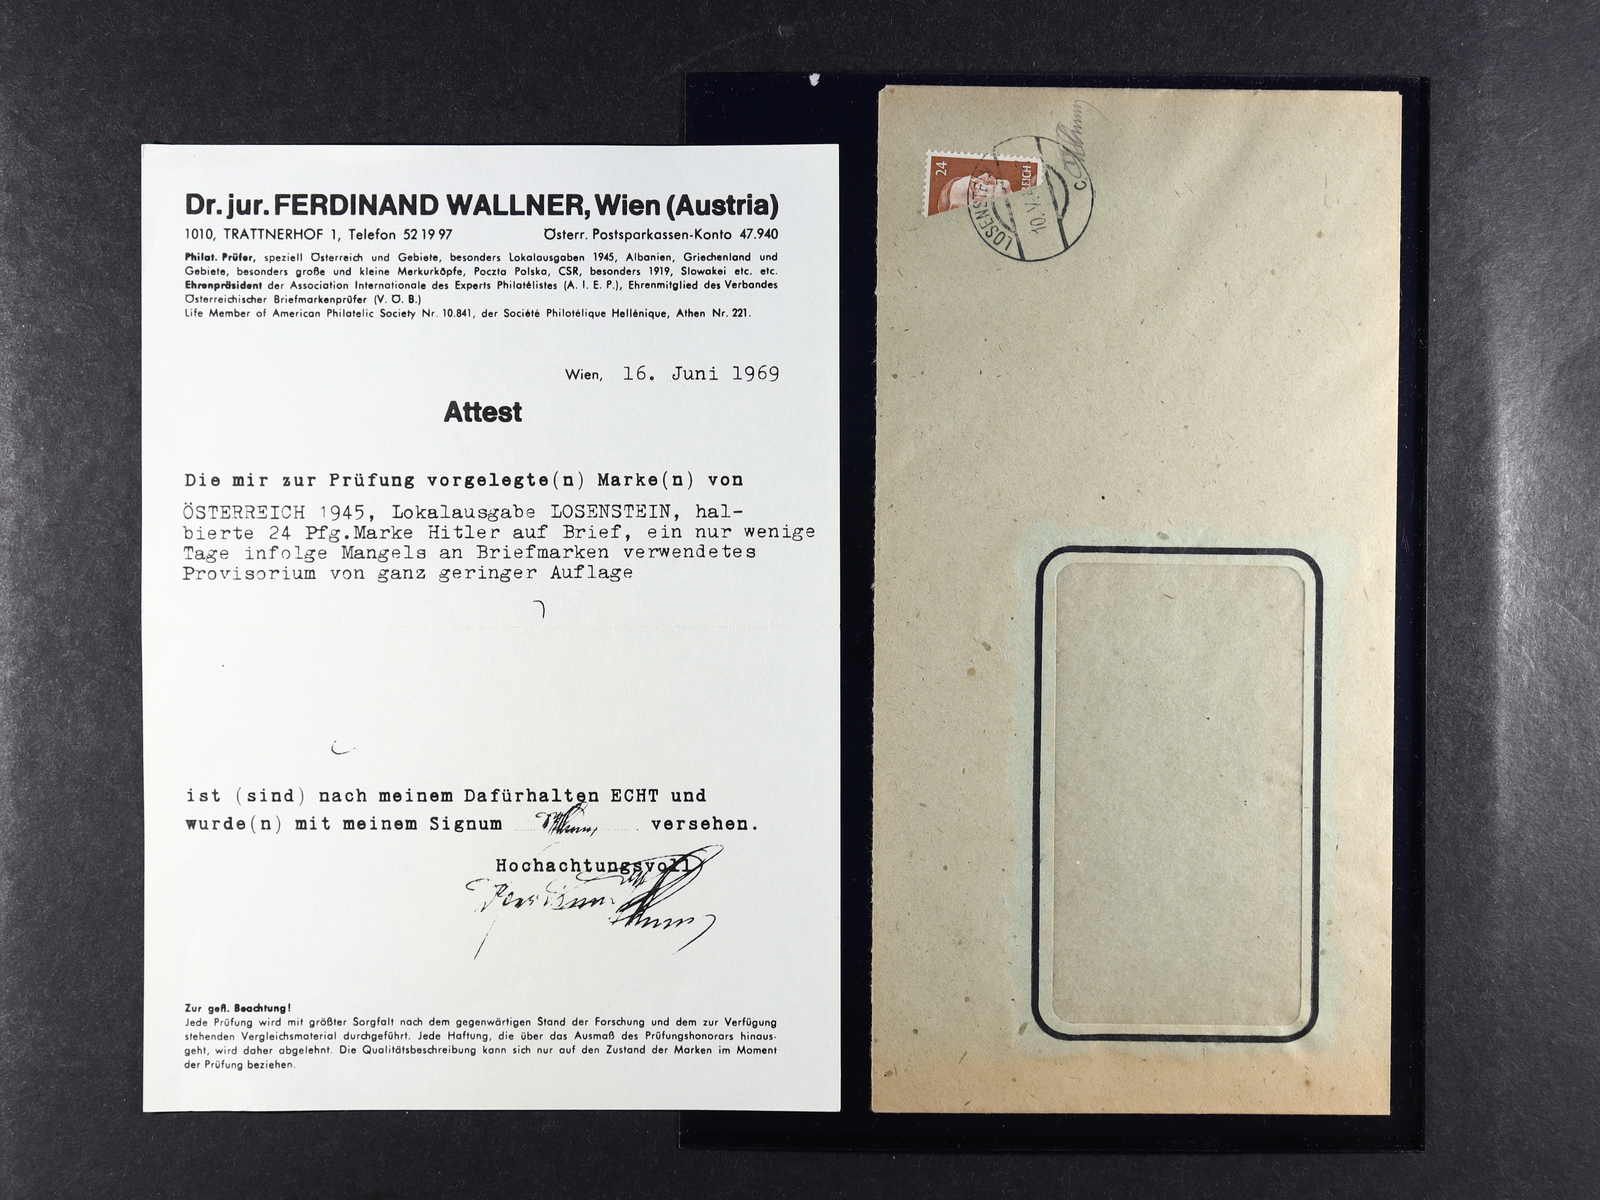 Dr. jur. FERDINAND WALLNER, Wien (Austria)
1010, TRATTNERHOF 1, Telefon 52 19 97 Österr. Postsparkassen-Konto 47.940
Philat. Prüfer, speziell Österreich und Gebiete, besonders Lokalausgaben 1945, Albanien, Griechenland und
Gebiete, besonders große und kleine Merkurköpfe, Poczta Polska, CSR, besonders 1919, Slowakei etc. etc.
Ehrenpräsident der Association Internationale des Experts Philatélistes (A. I. E. P.), Ehrenmitglied des Verbandes
Österreichischer Briefmarkenprüfer (V. Ö. B.)
Life Member of American Philatelic Society Nr. 10.841, der Société Philotélique Hellénique, Athen Nr. 221.
Wien, 16. Juni 1969
Attest
Die mir zur Prüfung vorgelegte(n) Marke(n) von
ÖSTERREICH 1945, Lokalausgabe LOSENSTEIN, hal-
bierte 24 Pfg.Marke Hitler auf Brief, ein nur wenige
Tage infolge Mangels an Briefmarken verwendetes
Provisorium von ganz geringer Auflage
ist (sind) nach meinem Dafürhalten ECHT und
wurde(n) mit meinem Signum versehen.
Hochachtungsvoll
Zur gefl. Beachtung!
Jede Prüfung wird mit größter Sorgfalt nach dem gegenwärtigen Stand der Forschung und dem zur Verfügung
stehenden Vergleichsmaterial durchgeführt. Jede Haftung, die über das Ausmaß des Prüfungshonorars hinaus-
geht, wird daher abgelehnt. Die Qualitätsbeschreibung kann sich nur auf den Zustand der Marken im Moment
der Prüfung beziehen.
24
EICH
LOSENSTE
10. V.
c